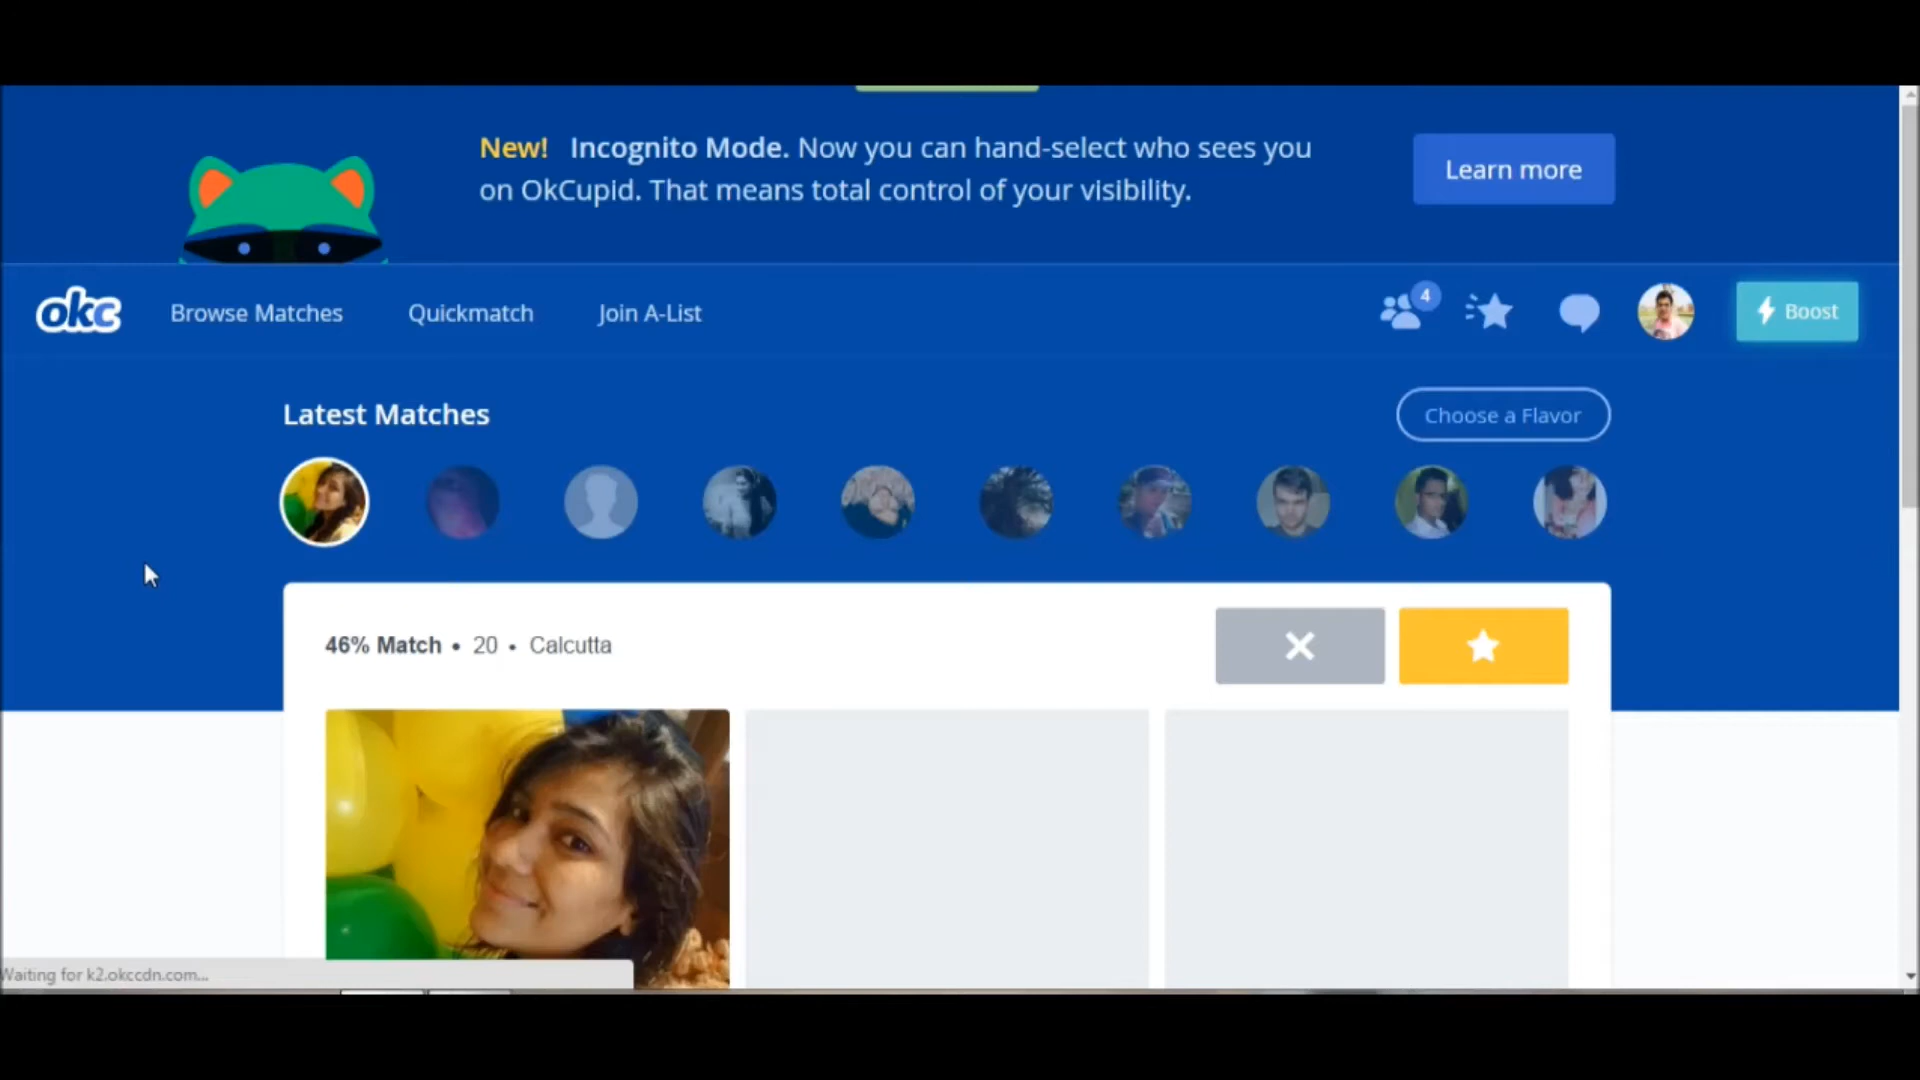 New! Incognito Mode. Now you can hand-select who sees you
on OkCupid. That means total control of your visibility.
Learn more
okc
Browse Matches
Quickmatch
Join A-List
4
Boost
Latest Matches
Choose a Flavor
46% Match • 20 • Calcutta
Waiting for k2.okccdn.com...